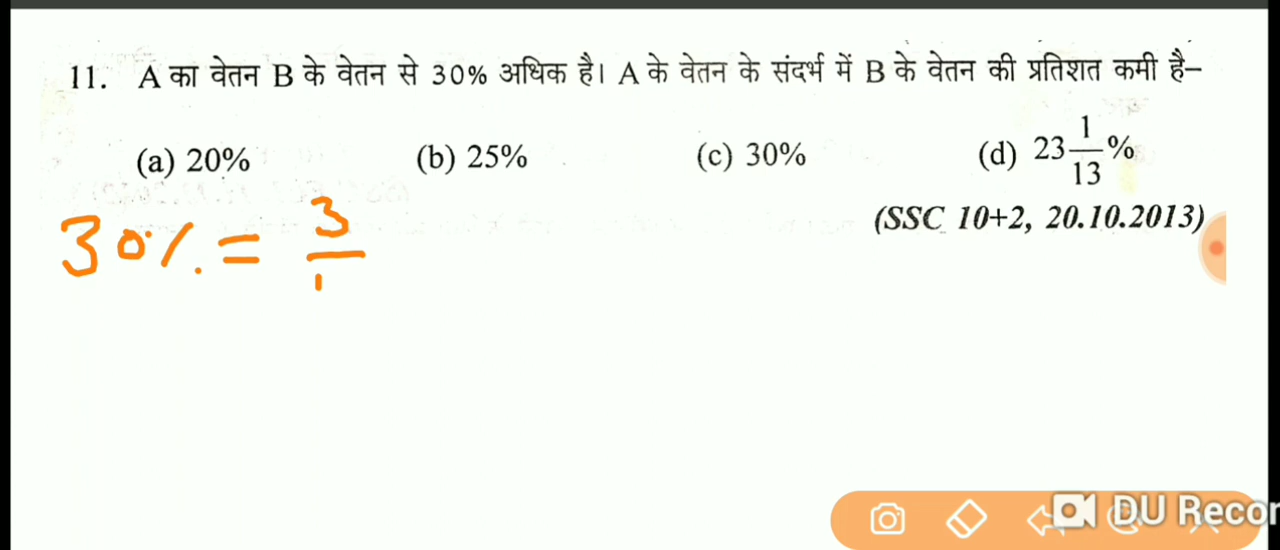 11. A का वेतन B के वेतन से 30% अधिक है। A के वेतन के संदर्भ में B के वेतन की प्रतिशत कमी है–
(a) 20% (b) 25% (c) 30% (d) 23 1/13 %
(SSC 10+2, 20.10.2013)
30% = 3/1
DU Recor